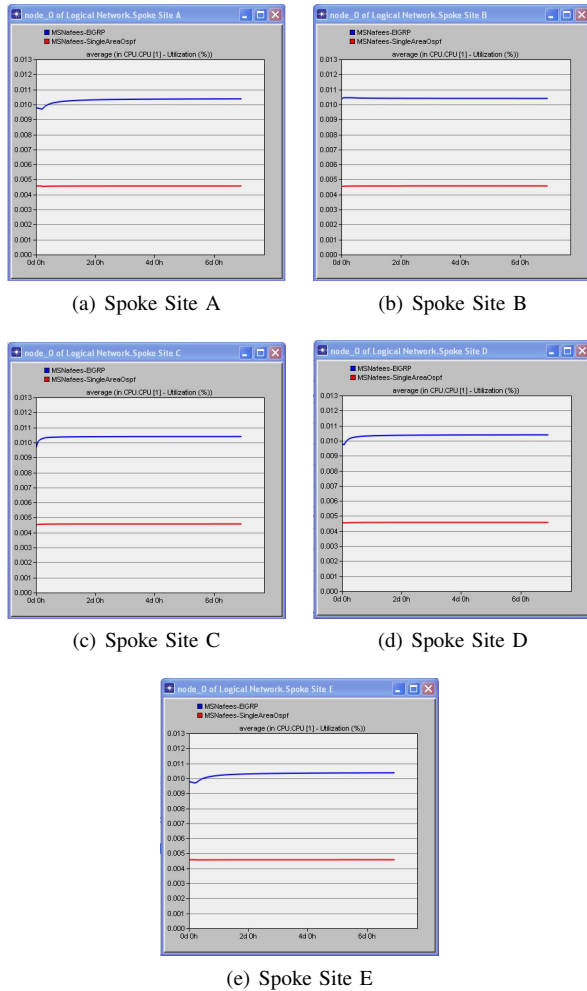 node_0 of Logical Network.Spoke Site A
MSNafees-EIGRP
MSNafees-SingleAreaOspf
average (in CPU.CPU [1] - Utilization (%))
0.013
0.012
0.011
0.010
0.009
0.008
0.007
0.006
0.005
0.004
0.003
0.002
0.001
0.000
0d 0h 2d 0h 4d 0h 6d 0h
(a) Spoke Site A
node_0 of Logical Network.Spoke Site B
MSNafees-EIGRP
MSNafees-SingleAreaOspf
average (in CPU.CPU [1] - Utilization (%))
0.013
0.012
0.011
0.010
0.009
0.008
0.007
0.006
0.005
0.004
0.003
0.002
0.001
0.000
0d 0h 2d 0h 4d 0h 6d 0h
(b) Spoke Site B
node_0 of Logical Network.Spoke Site C
MSNafees-EIGRP
MSNafees-SingleAreaOspf
average (in CPU.CPU [1] - Utilization (%))
0.013
0.012
0.011
0.010
0.009
0.008
0.007
0.006
0.005
0.004
0.003
0.002
0.001
0.000
0d 0h 2d 0h 4d 0h 6d 0h
(c) Spoke Site C
node_0 of Logical Network.Spoke Site D
MSNafees-EIGRP
MSNafees-SingleAreaOspf
average (in CPU.CPU [1] - Utilization (%))
0.013
0.012
0.011
0.010
0.009
0.008
0.007
0.006
0.005
0.004
0.003
0.002
0.001
0.000
0d 0h 2d 0h 4d 0h 6d 0h
(d) Spoke Site D
node_0 of Logical Network.Spoke Site E
MSNafees-EIGRP
MSNafees-SingleAreaOspf
average (in CPU.CPU [1] - Utilization (%))
0.013
0.012
0.011
0.010
0.009
0.008
0.007
0.006
0.005
0.004
0.003
0.002
0.001
0.000
0d 0h 2d 0h 4d 0h 6d 0h
(e) Spoke Site E